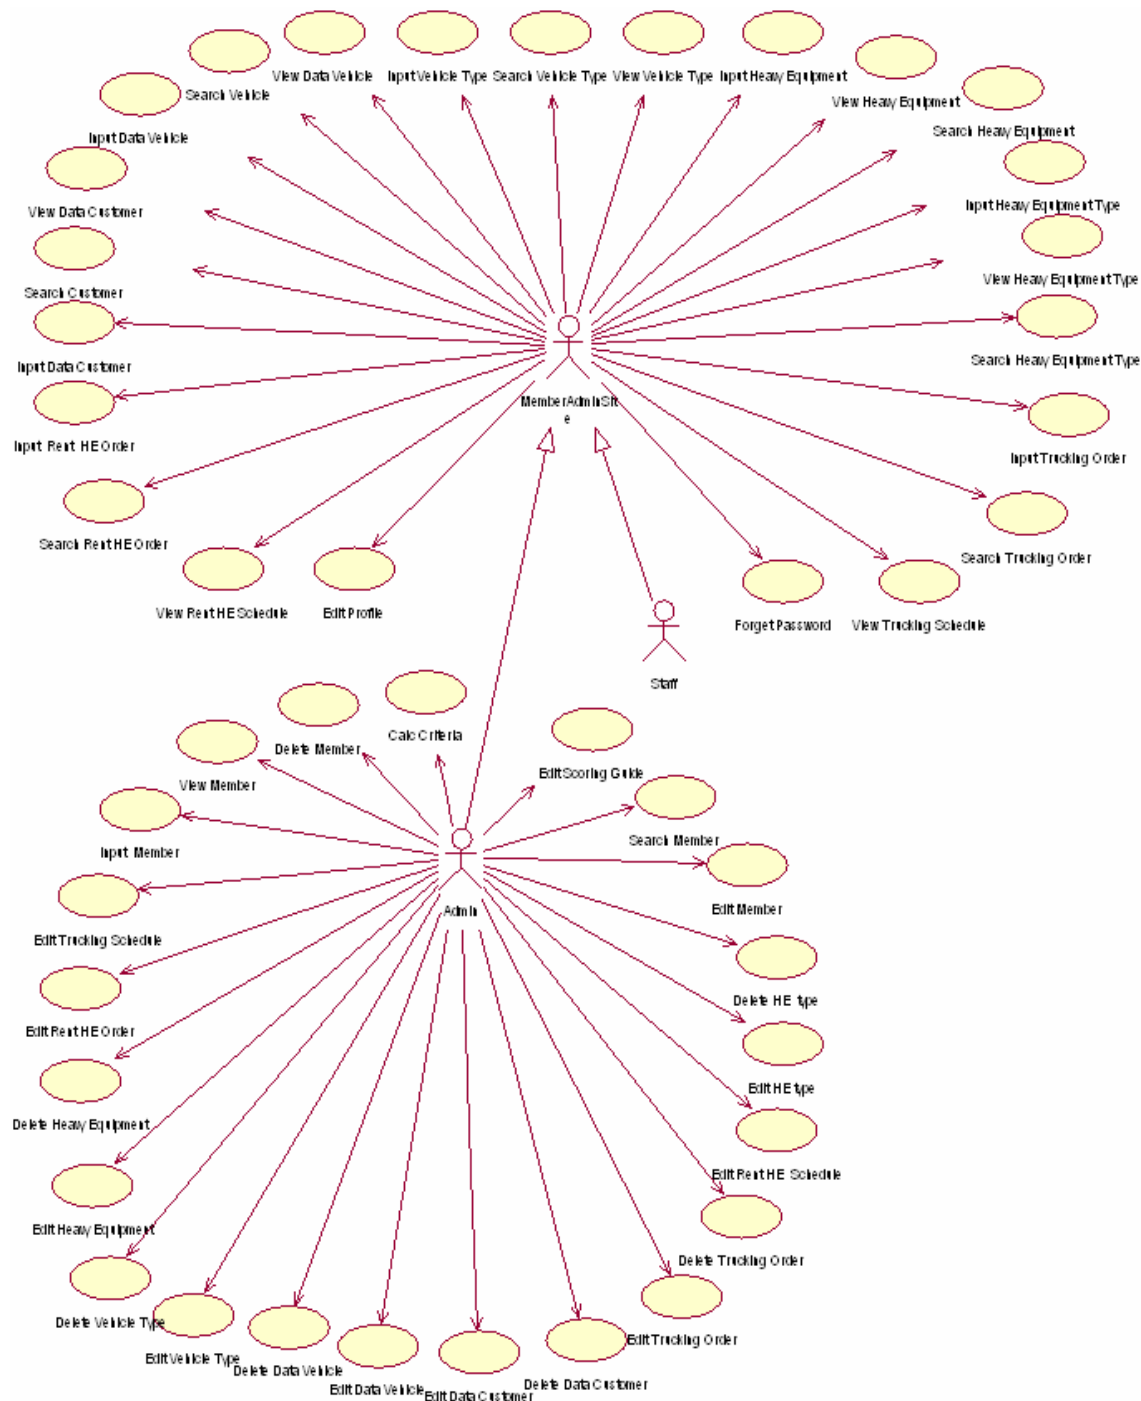 View Data Vehicle
Input Vehicle Type
Search Vehicle Type
View Vehicle Type
Input Heavy Equipment
Search Vehicle
View Heavy Equipment
Input Data Vehicle
Search Heavy Equipment
View Data Customer
Input Heavy Equipment Type
Search Customer
View Heavy Equipment Type
Input Data Customer
Search Heavy Equipment Type
MemberAdminSit
e
Input Rent HE Order
Input Trucking Order
Search Rent HE Order
Search Trucking Order
View Rent HE Schedule
Edit Profile
Forget Password
View Trucking Schedule
Staff
Calc Criteria
Delete Member
Edit Scoring Guide
View Member
Search Member
Input Member
Edit Member
Admin
Edit Trucking Schedule
Delete HE type
Edit Rent HE Order
Edit HE type
Delete Heavy Equipment
Edit Rent HE Schedule
Edit Heavy Equipment
Delete Trucking Order
Delete Vehicle Type
Edit Trucking Order
Edit Vehicle Type
Delete Data Vehicle
Delete Data Customer
Edit Data Vehicle
Edit Data Customer